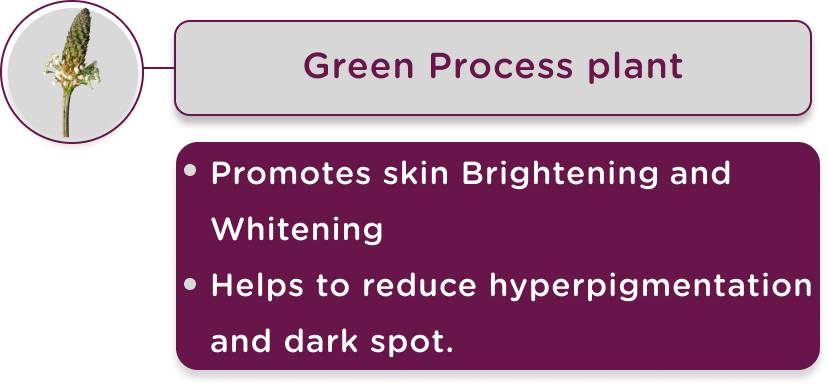 Green Process plant
Promotes skin Brightening and
Whitening
Helps to reduce hyperpigmentation
and dark spot.